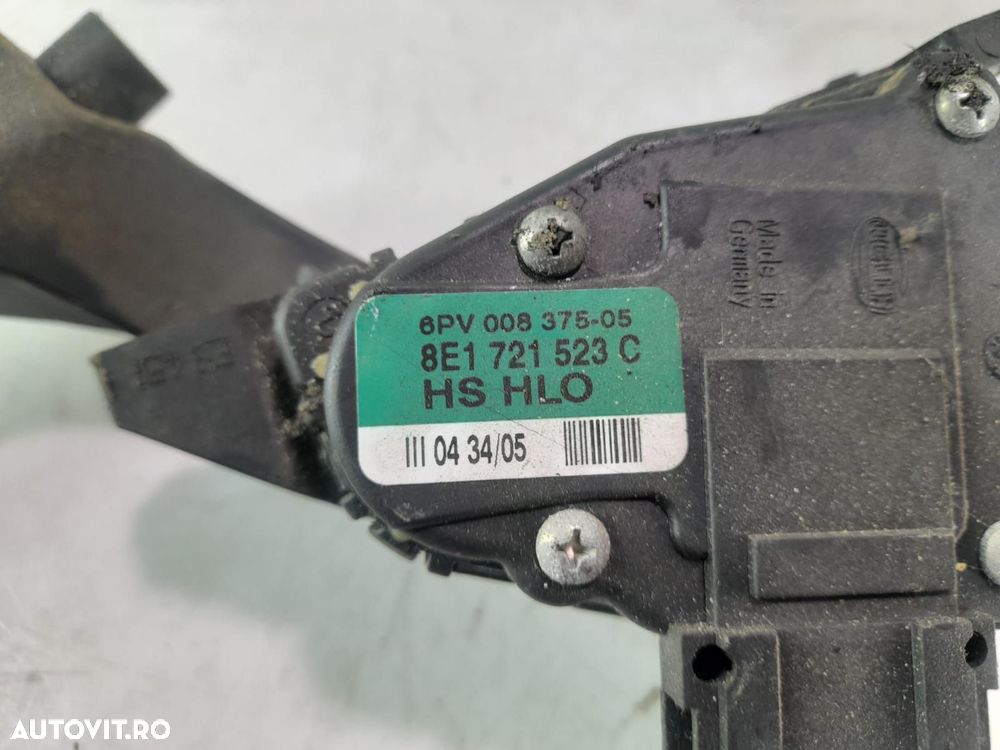 Made in
Germany
6PV 008 375-05
8E1 721 523 C
HS HLO
III 04 34/05
AUTOVIT.RO